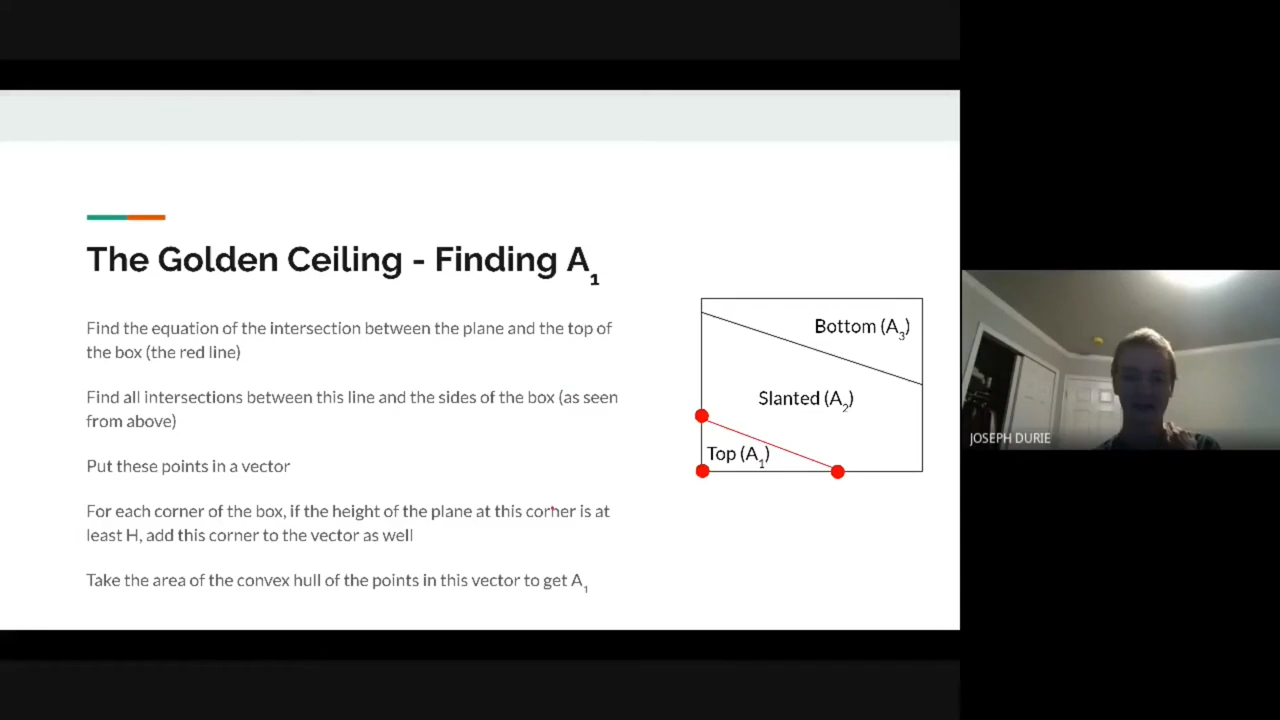 The Golden Ceiling - Finding A1
Find the equation of the intersection between the plane and the top of
the box (the red line)
Find all intersections between this line and the sides of the box (as seen
from above)
Put these points in a vector
For each corner of the box, if the height of the plane at this corner is at
least H, add this corner to the vector as well
Take the area of the convex hull of the points in this vector to get A1
Bottom (A3)
Slanted (A2)
Top (A1)
JOSEPH DURIE